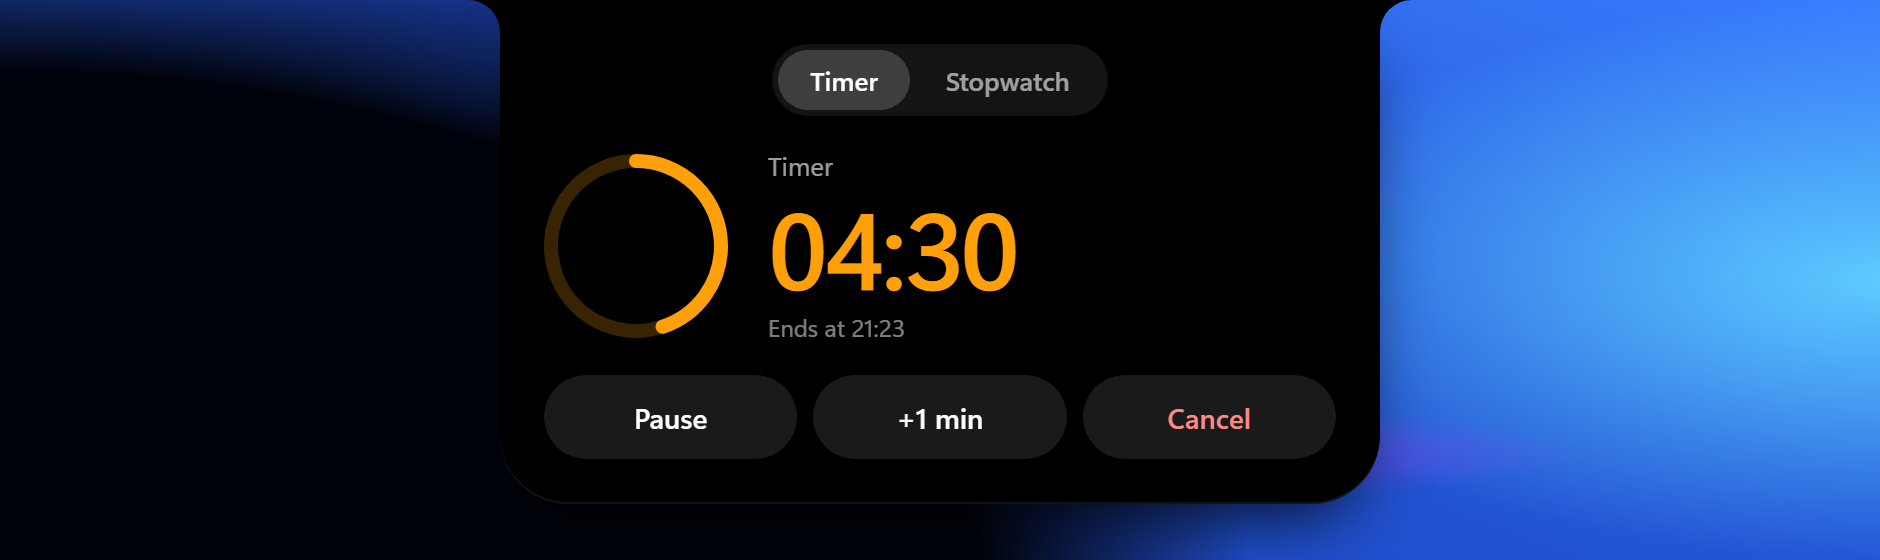 Timer Stopwatch
Timer
04:30
Ends at 21:23
Pause +1 min Cancel